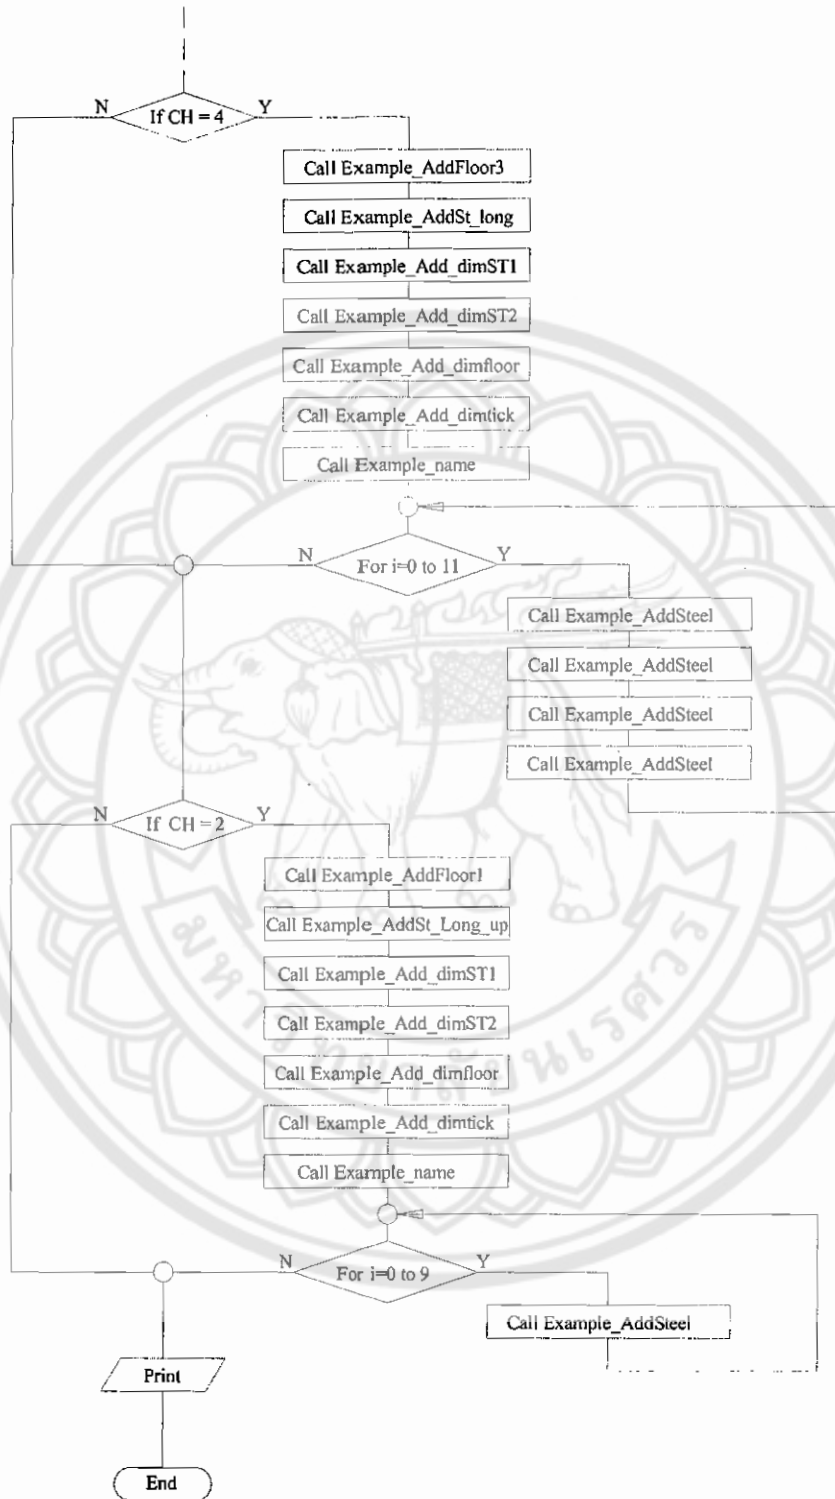 N
If CH = 4
Y
Call Example_AddFloor3
Call Example_AddSt_long
Call Example_Add_dimST1
Call Example_Add_dimST2
Call Example_Add_dimfloor
Call Example_Add_dimtick
Call Example_name
N
For i=0 to 11
Y
Call Example_AddSteel
Call Example_AddSteel
Call Example_AddSteel
Call Example_AddSteel
N
If CH = 2
Y
Call Example_AddFloor1
Call Example_AddSt_Long_up
Call Example_Add_dimST1
Call Example_Add_dimST2
Call Example_Add_dimfloor
Call Example_Add_dimtick
Call Example_name
N
For i=0 to 9
Y
Call Example_AddSteel
Print
End